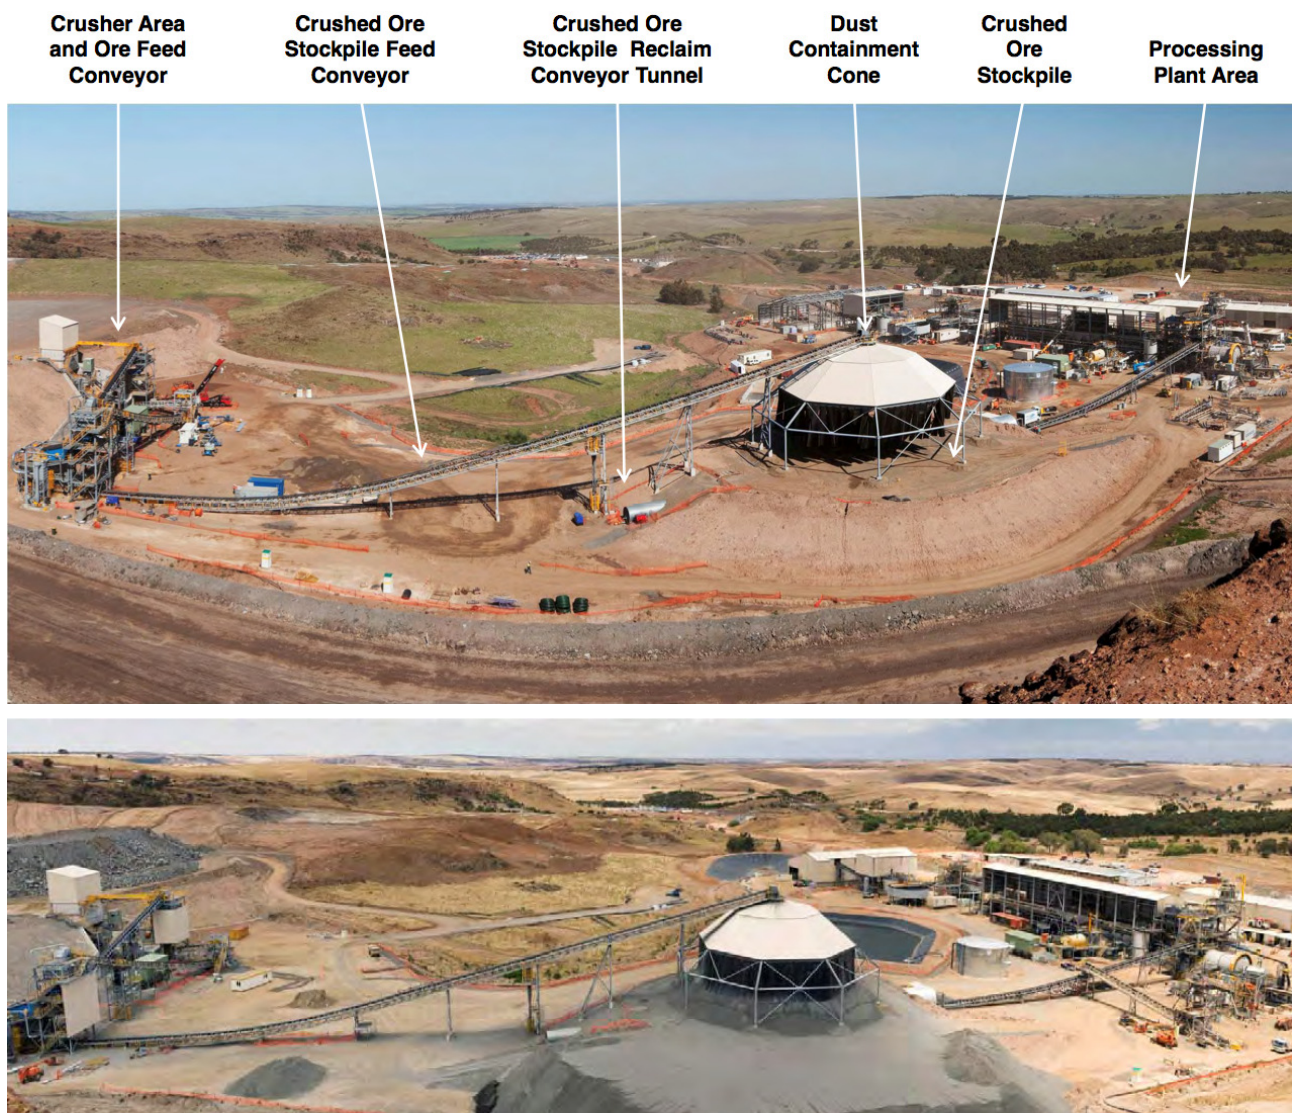 Crusher Area
and Ore Feed
Conveyor
Crushed Ore
Stockpile Feed
Conveyor
Crushed Ore
Stockpile Reclaim
Conveyor Tunnel
Dust
Containment
Cone
Crushed
Ore
Stockpile
Processing
Plant Area